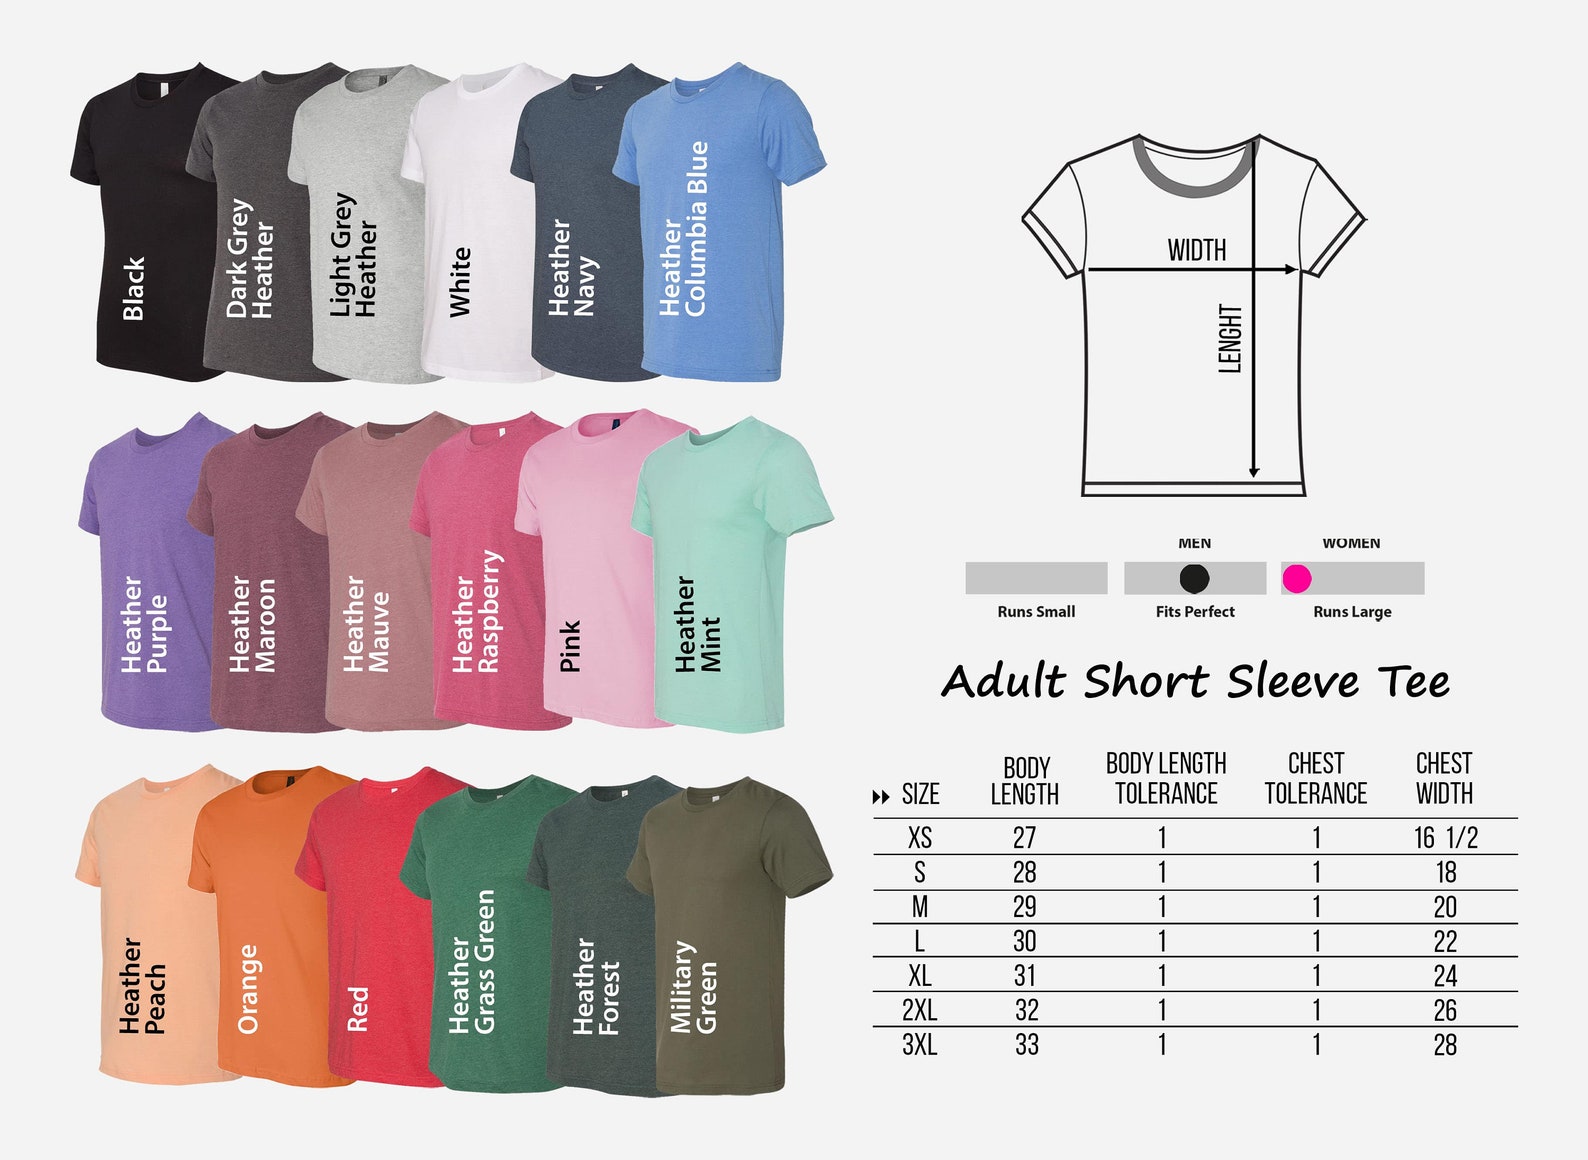 Black
Dark Grey
Heather
Light Grey
Heather
White
Heather
Navy
Heather
Columbia Blue
Heather
Purple
Heather
Maroon
Heather
Mauve
Heather
Raspberry
Pink
Heather
Mint
Heather
Peach
Orange
Red
Heather
Grass Green
Heather
Forest
Military
Green
WIDTH
LENGHT
MEN WOMEN
Runs Small Fits Perfect Runs Large
Adult Short Sleeve Tee
SIZE BODY LENGTH BODY LENGTH TOLERANCE CHEST TOLERANCE CHEST WIDTH
XS 27 1 1 16 1/2
S 28 1 1 18
M 29 1 1 20
L 30 1 1 22
XL 31 1 1 24
2XL 32 1 1 26
3XL 33 1 1 28